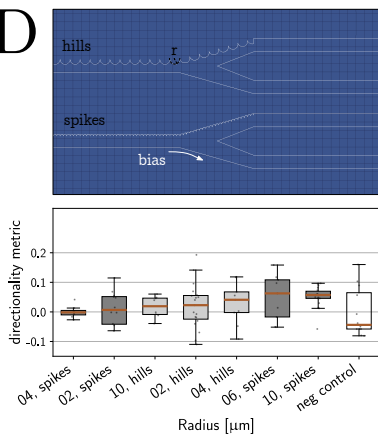 D
hills
r
spikes
bias
directionality metric
0.2
0.1
0.0
-0.1
04, spikes
02, spikes
10, hills
02, hills
04, hills
06, spikes
10, spikes
neg control
Radius [µm]